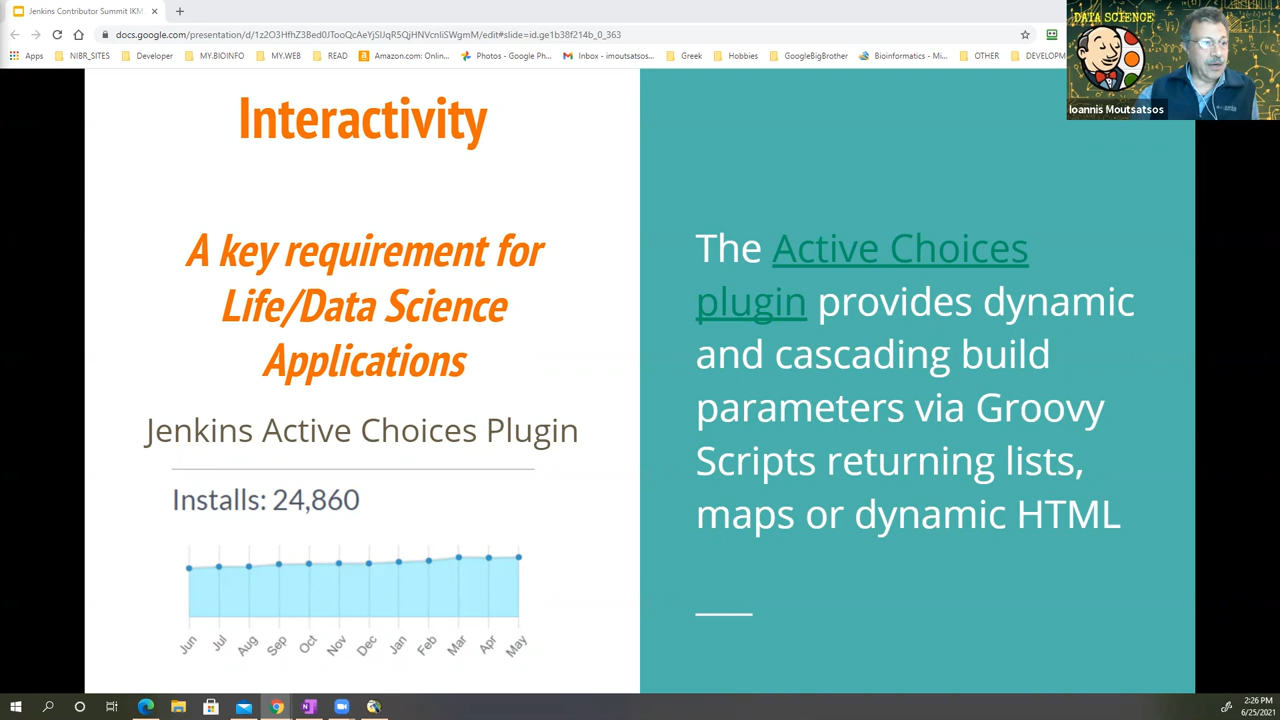 Jenkins Contributor Summit IKM
docs.google.com/presentation/d/1z2O3HfhZ3Bed0JTooQcAeYjSIJqR5QjHNVcnIiSWgmM/edit#slide=id.ge1b38f214b_0_363
Apps NIBR_SITES Developer MY.BIOINFO MY.WEB READ Amazon.com: Onlin... Photos - Google Ph... Inbox - imoutsatsos... Greek Hobbies GoogleBigBrother Bioinformatics - Mi... OTHER DEVELOPM
DATA SCIENCE
Ioannis Moutsatsos
Interactivity
A key requirement for
Life/Data Science
Applications
Jenkins Active Choices Plugin
Installs: 24,860
Jun Jul Aug Sep Oct Nov Dec Jan Feb Mar Apr May
The Active Choices
plugin provides dynamic
and cascading build
parameters via Groovy
Scripts returning lists,
maps or dynamic HTML
2:26 PM
6/25/2021